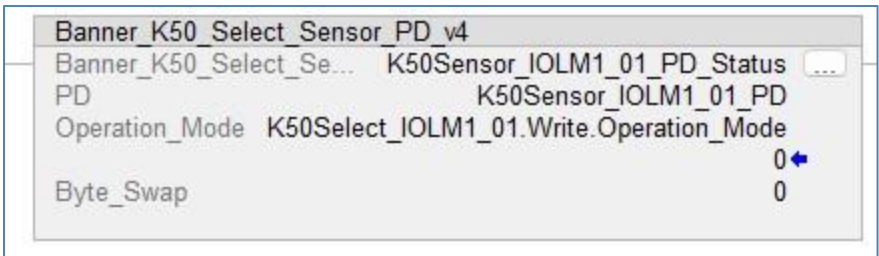 Banner_K50_Select_Sensor_PD_v4
Banner_K50_Select_Se... K50Sensor_IOLM1_01_PD_Status ...
PD K50Sensor_IOLM1_01_PD
Operation_Mode K50Select_IOLM1_01.Write.Operation_Mode
0
Byte_Swap 0